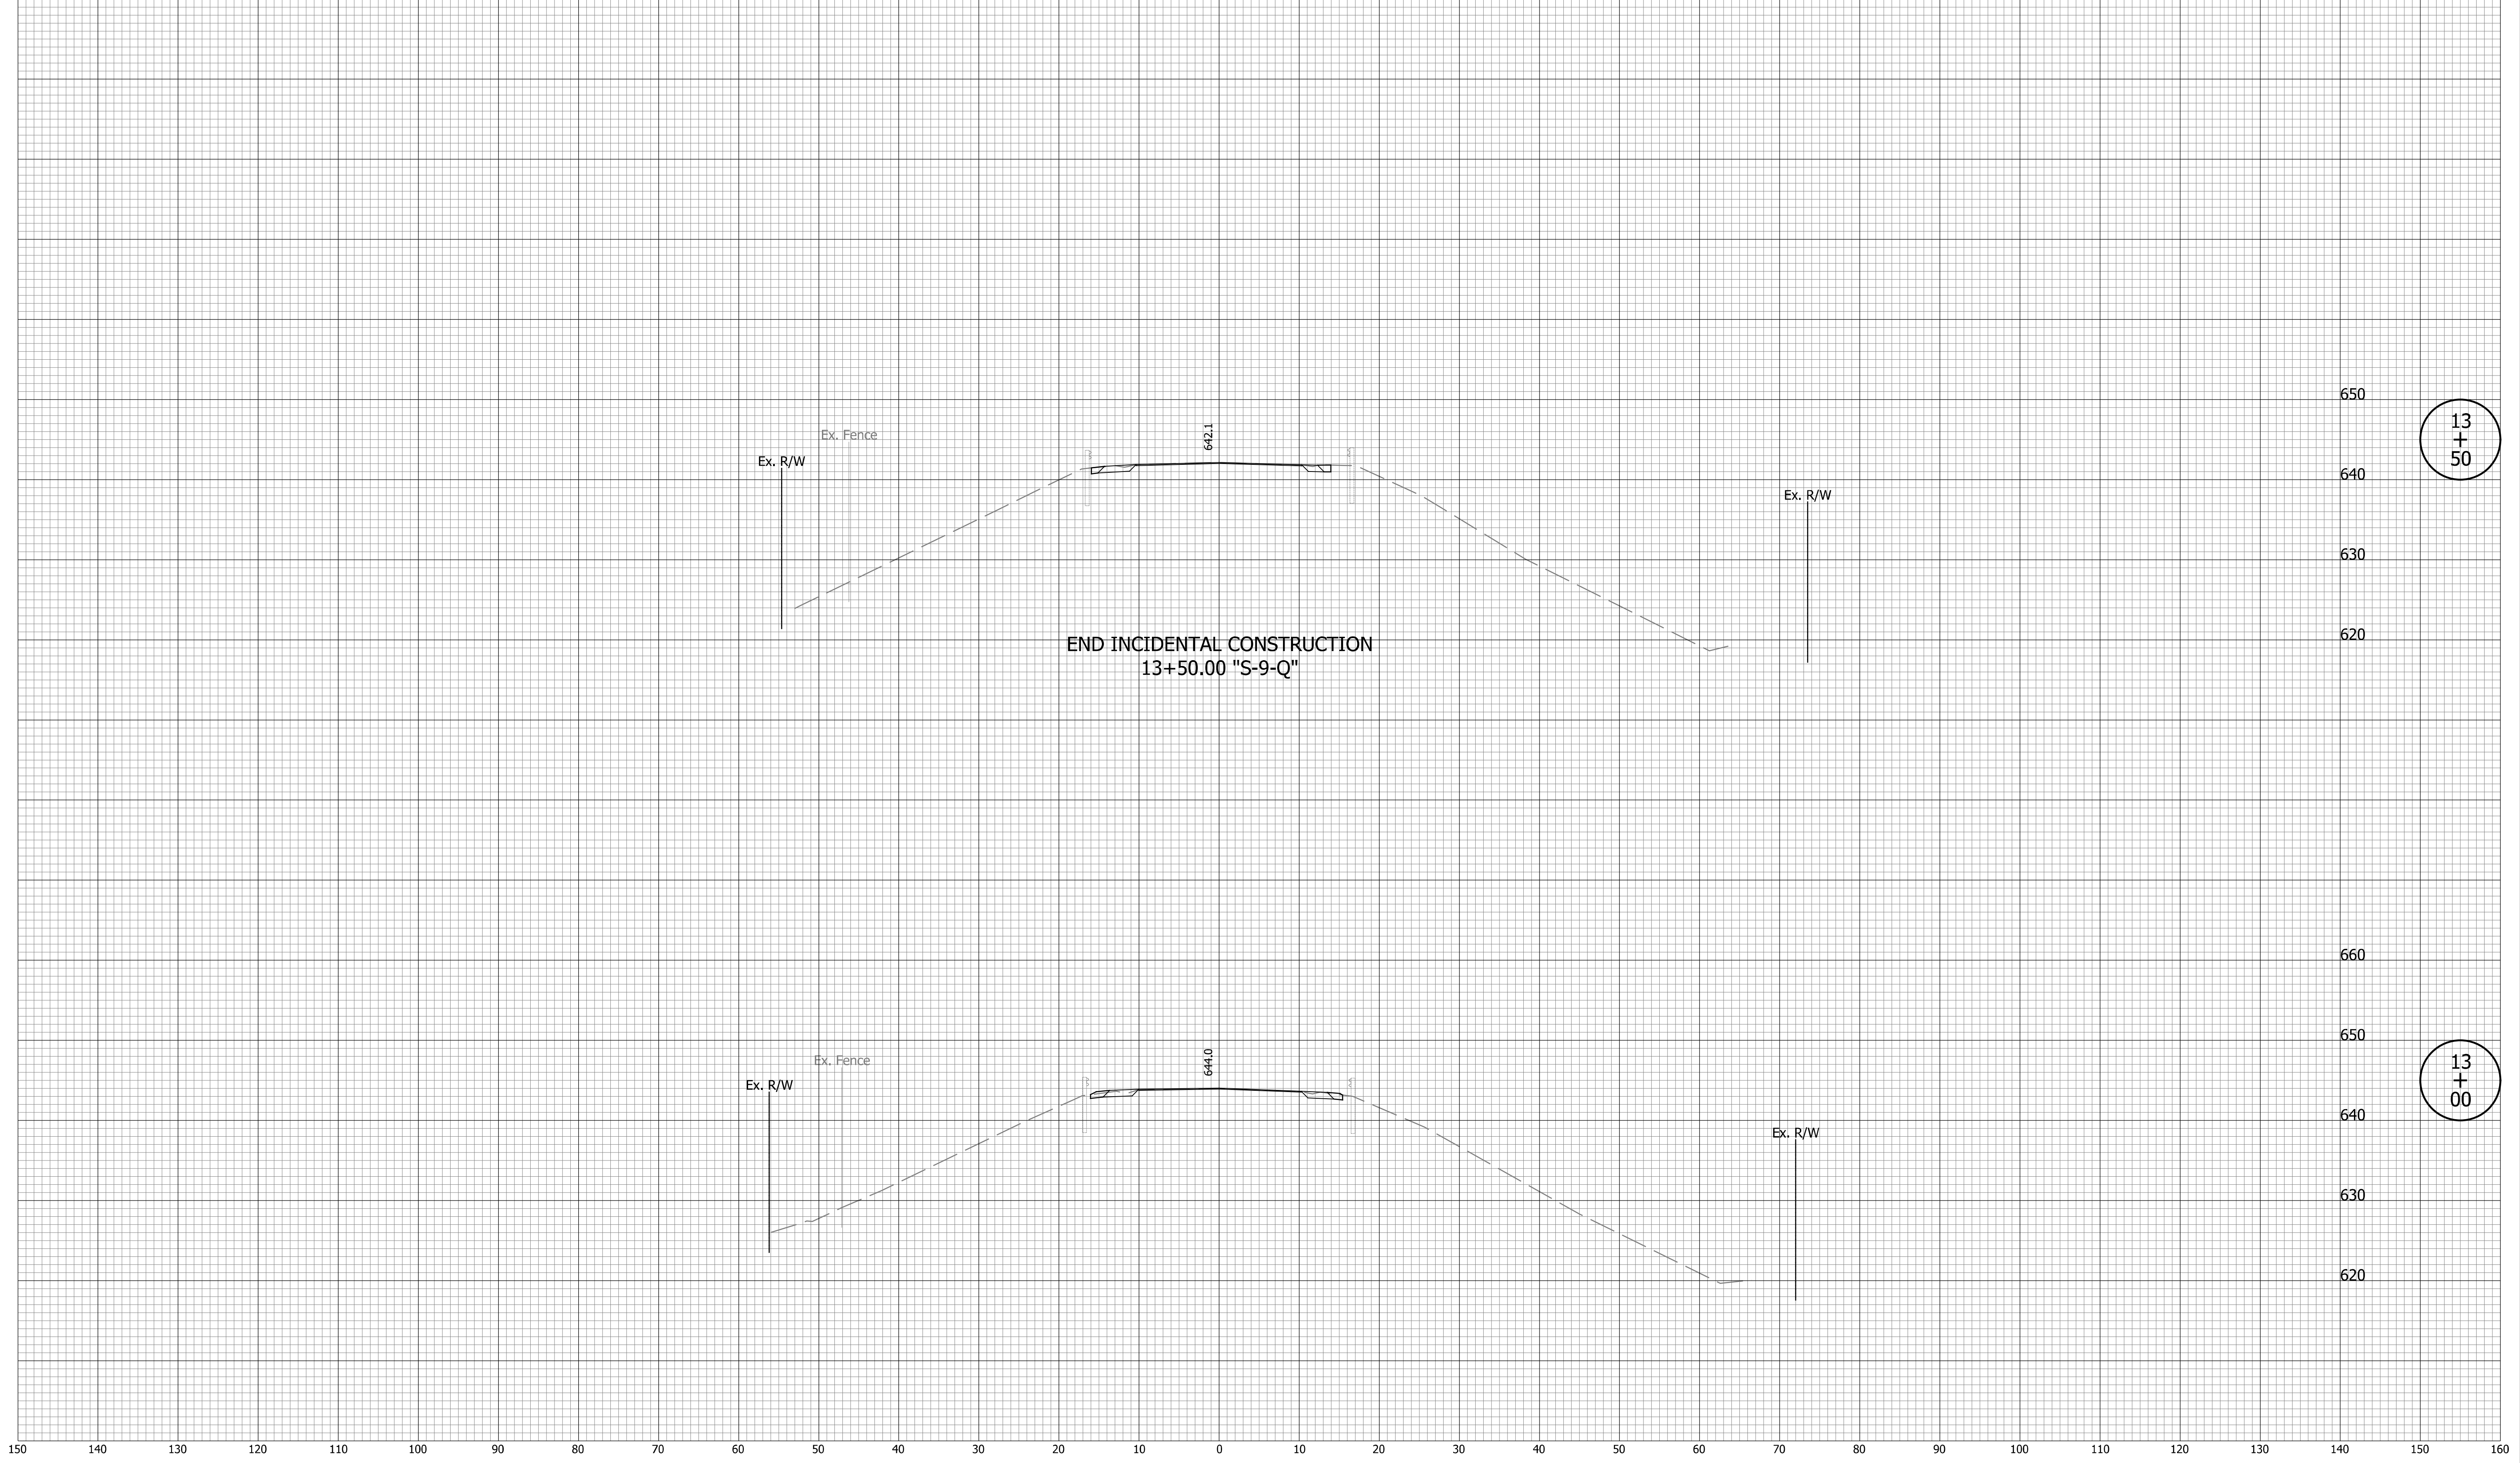 650
13
+
50
642.1
Ex. Fence
Ex. R/W
640
Ex. R/W
630
620
END INCIDENTAL CONSTRUCTION
13+50.00 "S-9-Q"
660
650
13
+
00
644.0
Ex. Fence
Ex. R/W
640
Ex. R/W
630
620
150 140 130 120 110 100 90 80 70 60 50 40 30 20 10 0 10 20 30 40 50 60 70 80 90 100 110 120 130 140 150 160